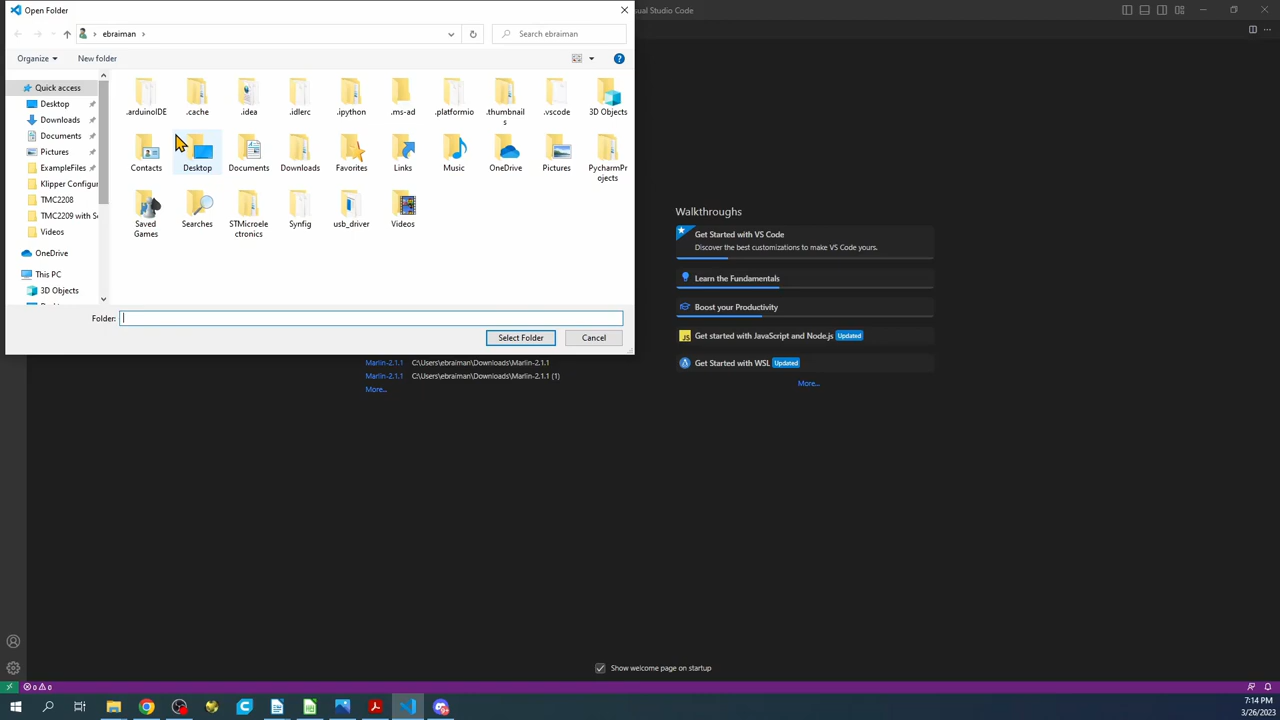 Open Folder
sual Studio Code
ebraiman
Search ebraiman
Organize
New folder
Quick access
Desktop
Downloads
Documents
Pictures
ExampleFiles
Klipper Configur
TMC2208
TMC2209 with Se
Videos
OneDrive
This PC
3D Objects
.arduinoIDE
.cache
.idea
.idlerc
.ipython
.ms-ad
.platformio
.thumbnail
s
.vscode
3D Objects
Contacts
Desktop
Documents
Downloads
Favorites
Links
Music
OneDrive
Pictures
PycharmPr
ojects
Saved
Games
Searches
STMicroele
ctronics
Synfig
usb_driver
Videos
Folder:
Select Folder
Cancel
Marlin-2.1.1 C:\Users\ebraiman\Downloads\Marlin-2.1.1
Marlin-2.1.1 C:\Users\ebraiman\Downloads\Marlin-2.1.1 (1)
More...
Walkthroughs
Get Started with VS Code
Discover the best customizations to make VS Code yours.
Learn the Fundamentals
Boost your Productivity
Get started with JavaScript and Node.js Updated
Get Started with WSL Updated
More...
Show welcome page on startup
0 0
7:14 PM
3/26/2023